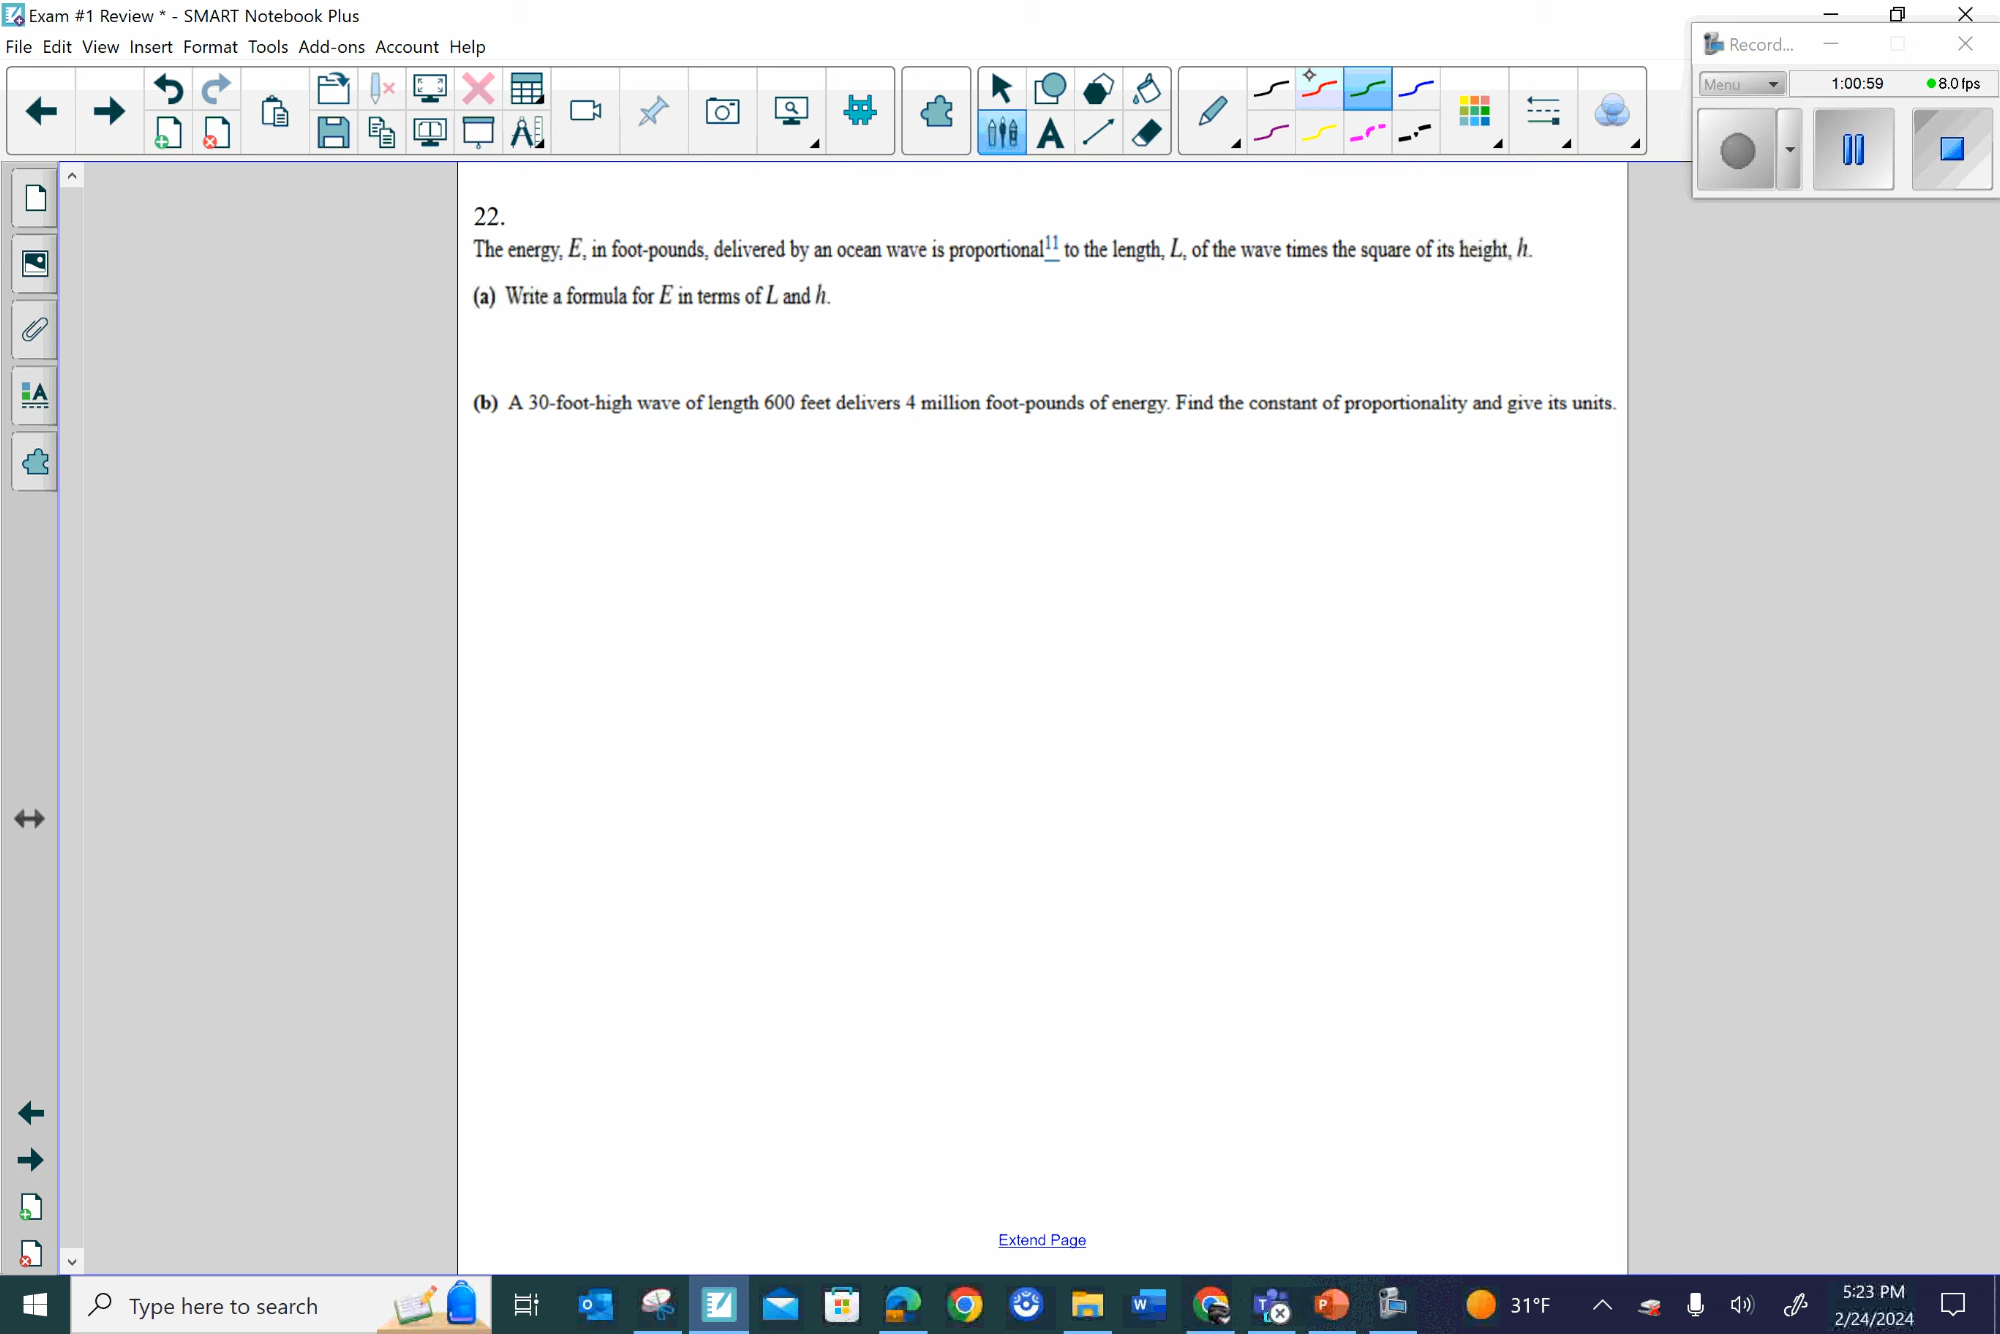 Exam #1 Review * - SMART Notebook Plus
File Edit View Insert Format Tools Add-ons Account Help
Record...
Menu
1:00:59
8.0 fps
22.
The energy, E, in foot-pounds, delivered by an ocean wave is proportional11 to the length, L, of the wave times the square of its height, h.
(a) Write a formula for E in terms of L and h.
(b) A 30-foot-high wave of length 600 feet delivers 4 million foot-pounds of energy. Find the constant of proportionality and give its units.
Extend Page
Type here to search
31°F
5:23 PM
2/24/2024